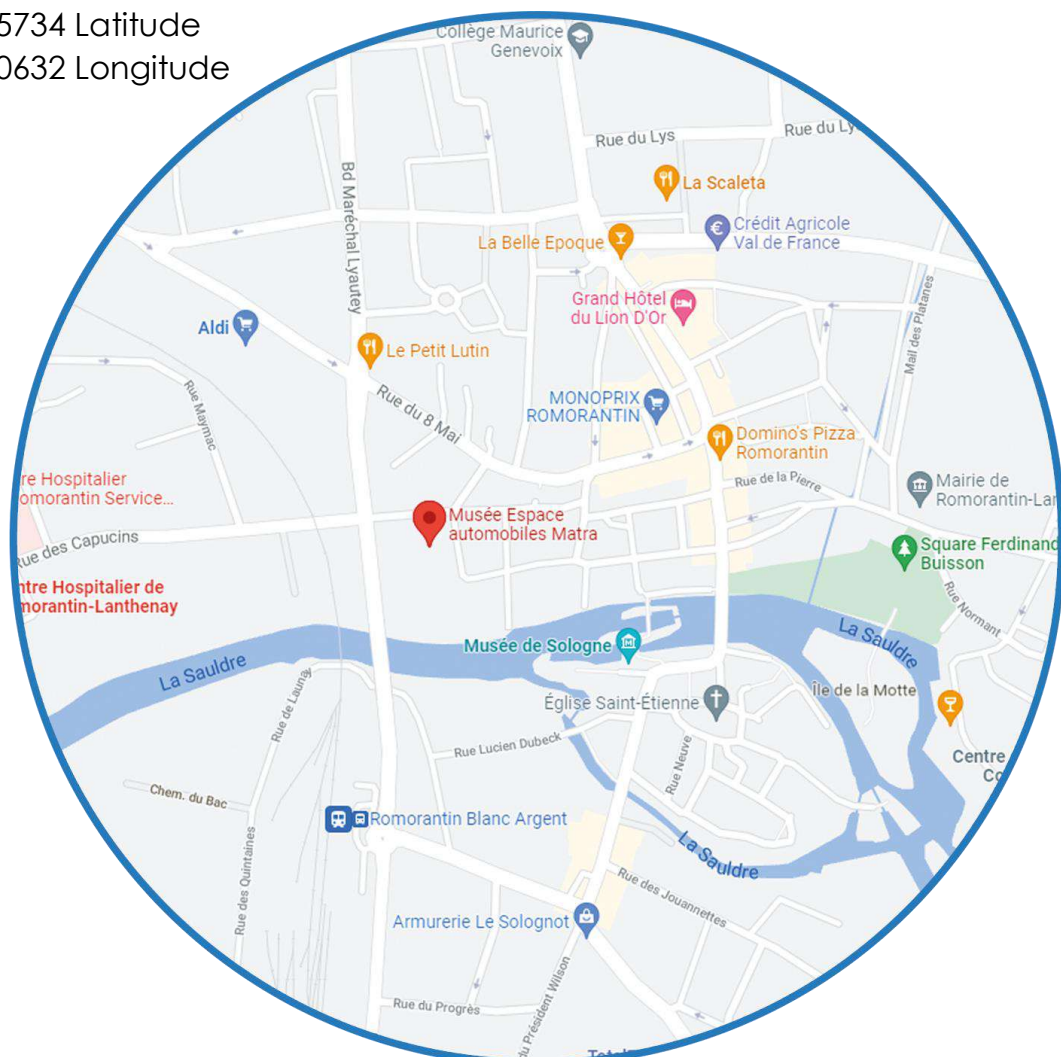 5734 Latitude
0632 Longitude
Collège Maurice
Genevoix
Rue du Lys
Rue du Ly
La Scaleta
Bd Maréchal Lyautey
Crédit Agricole
Val de France
La Belle Epoque
Grand Hôtel
du Lion D'Or
Mail des Platanes
Aldi
Le Petit Lutin
Rue Maymac
Rue du 8 Mai
MONOPRIX
ROMORANTIN
Domino's Pizza
Romorantin
re Hospitalier
omorantin Service...
Rue de la Pierre
Mairie de
Romorantin-Lan
Musée Espace
automobiles Matra
Rue des Capucins
Square Ferdinand
Buisson
ntre Hospitalier de
morantin-Lanthenay
Rue Normant
La Sauldre
Musée de Sologne
La Sauldre
Rue de Launay
Île de la Motte
Église Saint-Étienne
Rue Lucien Dubeck
Rue Neuve
Centre
Co
Chem. du Bac
Romorantin Blanc Argent
La Sauldre
Rue des Quintaines
Rue des Jouannettes
Armurerie Le Solognot
Rue du Progrès
du Président Wilson